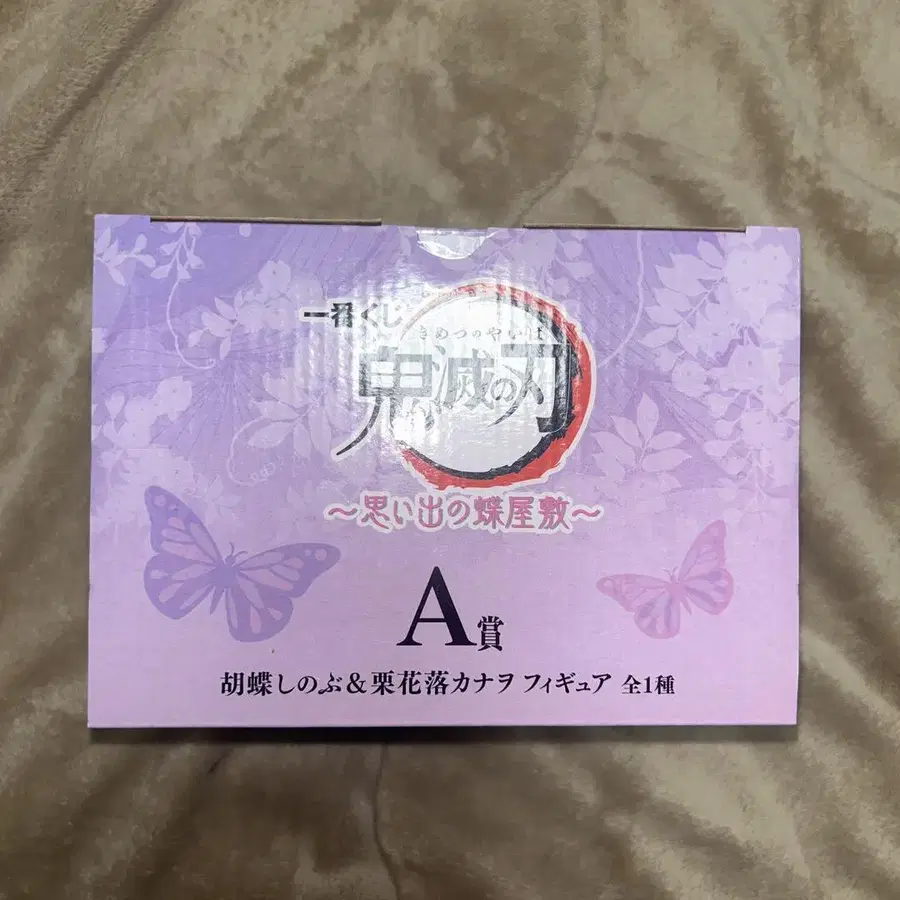 一番くじ
きめつのやいば
鬼滅の刃
～思い出の蝶屋敷～
A賞
胡蝶しのぶ&栗花落カナヲ フィギュア 全1種